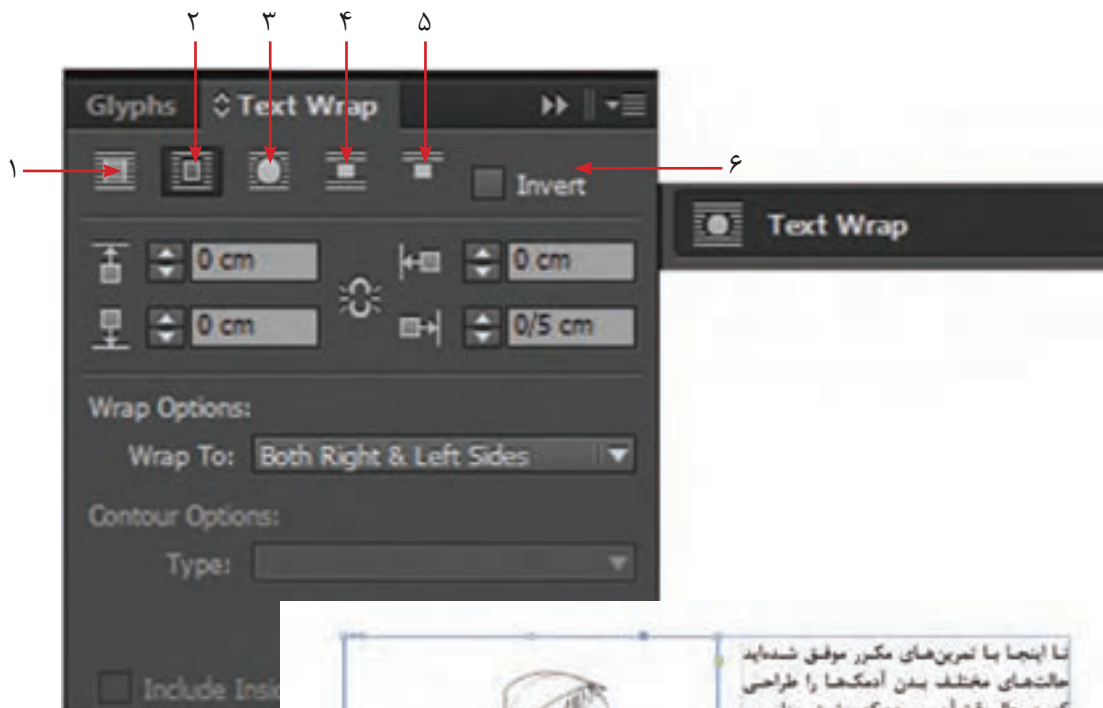 ۲ ۳ ۴ ۵
Glyphs Text Wrap
۱
۶
Invert
Text Wrap
0 cm 0 cm
0 cm 0/5 cm
Wrap Options:
Wrap To: Both Right & Left Sides
Contour Options:
Type:
Include
تا اینجا با تمرین‌های مکرر موفق شده‌اید
حالت‌های مختلف بدن آدمک‌ها را طراحی